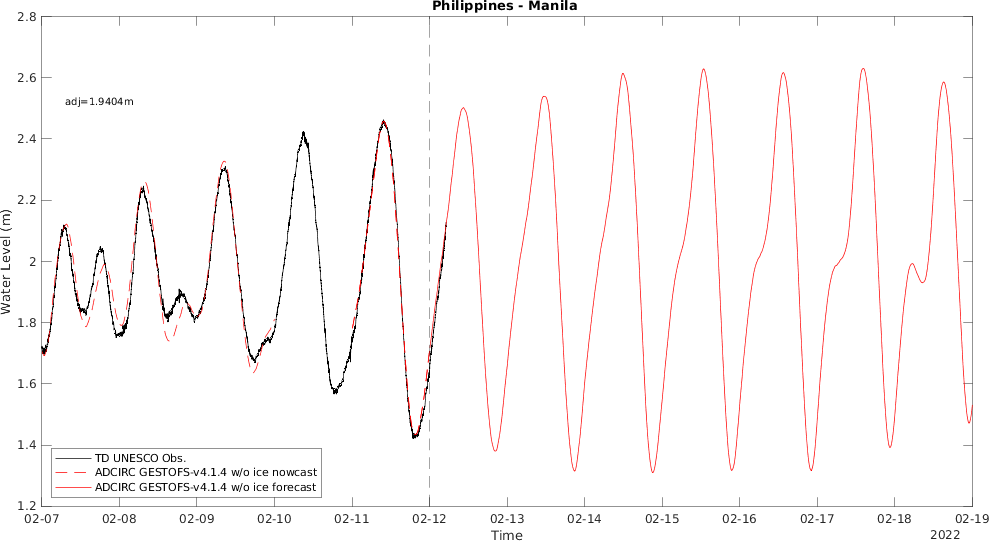 Philippines - Manila
2.8
2.6
2.4
2.2
2
1.8
1.6
1.4
1.2
Water Level (m)
adj=1.9404m
TD UNESCO Obs.
ADCIRC GESTOFS-v4.1.4 w/o ice nowcast
ADCIRC GESTOFS-v4.1.4 w/o ice forecast
02-07 02-08 02-09 02-10 02-11 02-12 02-13 02-14 02-15 02-16 02-17 02-18 02-19
Time
2022